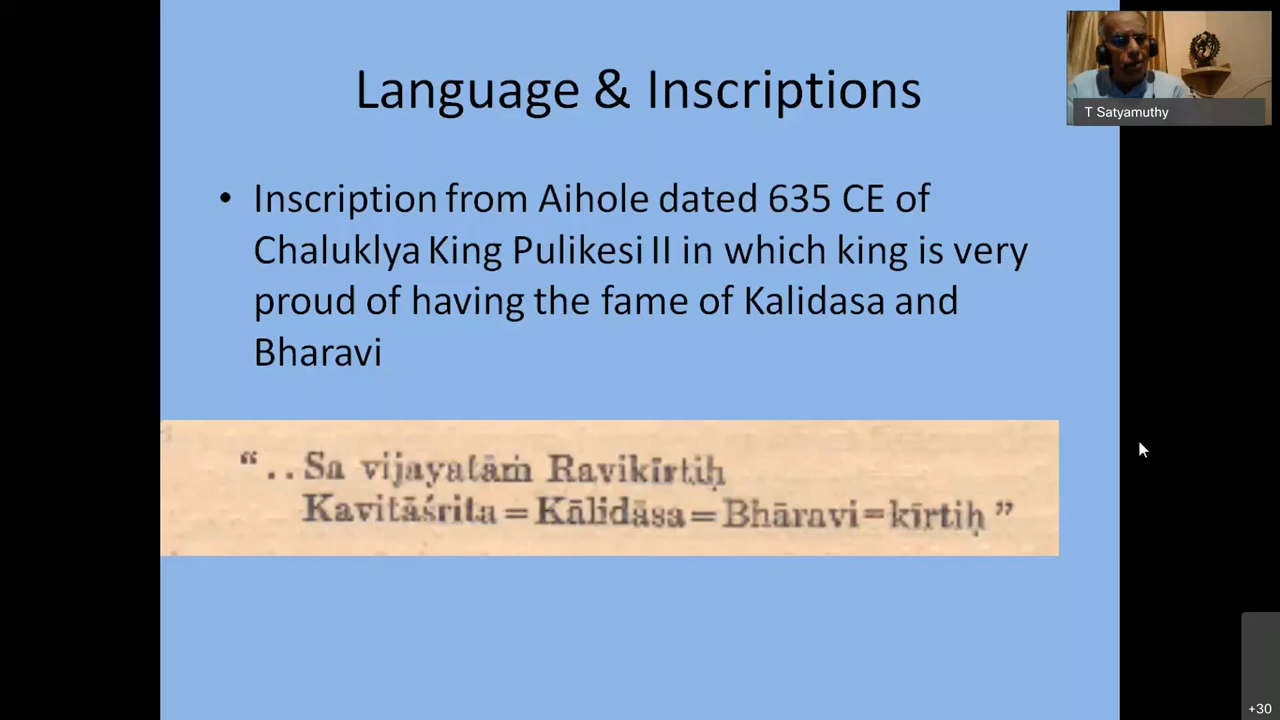 Language & Inscriptions
T Satyamuthy
• Inscription from Aihole dated 635 CE of
Chaluklya King Pulikesi II in which king is very
proud of having the fame of Kalidasa and
Bharavi
“ . . Sa vijayatāṁ Ravikīrtiḥ
Kavitāśrita = Kālidāsa = Bhāravi = kīrtiḥ ”
+30